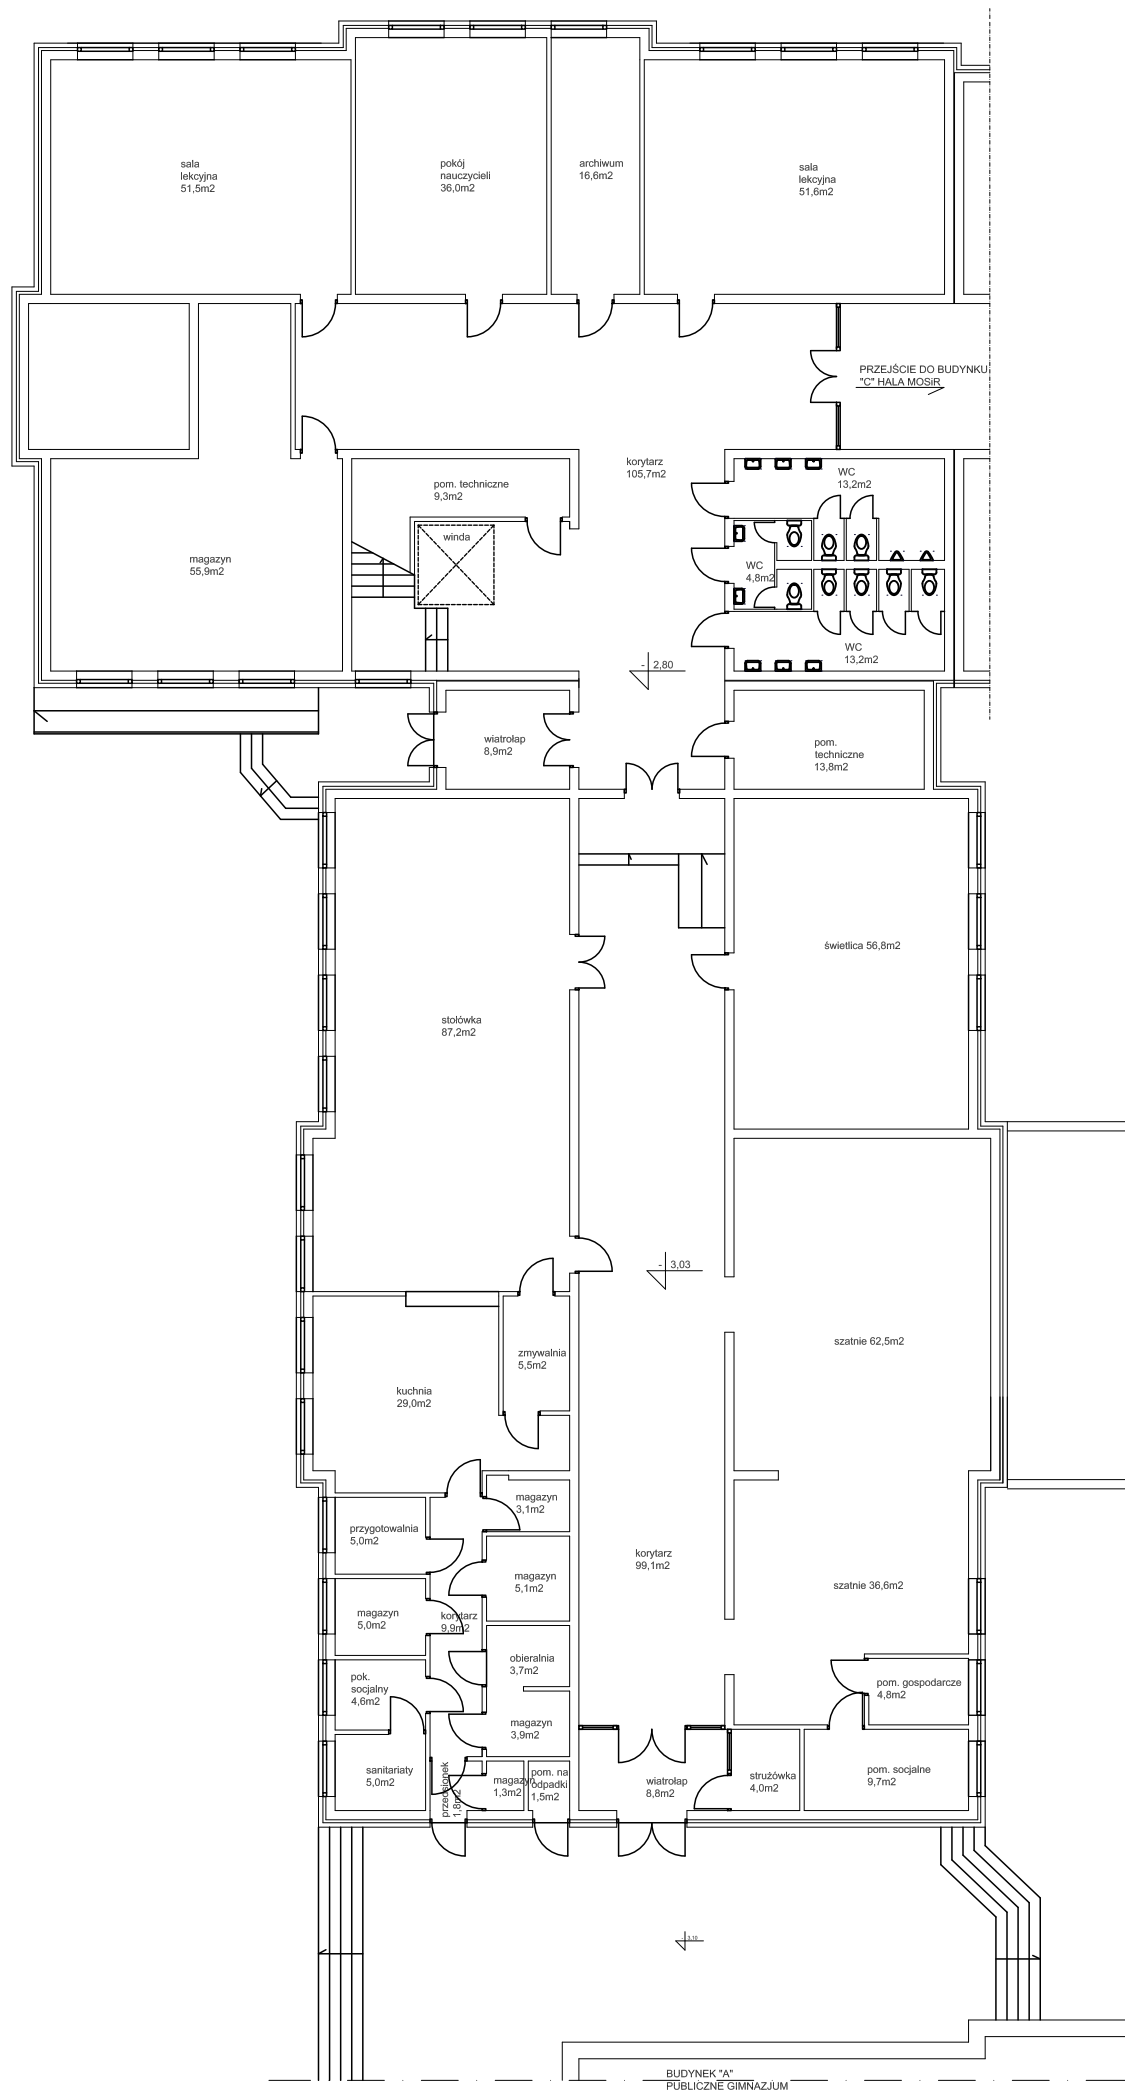 sala
lekcyjna
51,5m2
pokój
nauczycieli
36,0m2
archiwum
16,6m2
sala
lekcyjna
51,6m2
PRZEJŚCIE DO BUDYNKU
"C" HALA MOSiR
korytarz
105,7m2
WC
13,2m2
pom. techniczne
9,3m2
winda
magazyn
55,9m2
WC
4,8m2
WC
13,2m2
- 2,80
wiatrołap
8,9m2
pom.
techniczne
13,8m2
świetlica 56,8m2
stołówka
87,2m2
- 3,03
szatnie 62,5m2
zmywalnia
5,5m2
kuchnia
29,0m2
magazyn
3,1m2
przygotowalnia
5,0m2
korytarz
99,1m2
magazyn
5,1m2
szatnie 36,6m2
magazyn
5,0m2
korytarz
9,9m2
obieralnia
3,7m2
pok.
socjalny
4,6m2
pom. gospodarcze
4,8m2
magazyn
3,9m2
sanitariaty
5,0m2
przedsionek
1,8m2
magazyn
1,3m2
pom. na
odpadki
1,5m2
wiatrołap
8,8m2
strużówka
4,0m2
pom. socjalne
9,7m2
- 3,10
BUDYNEK "A"
PUBLICZNE GIMNAZJUM